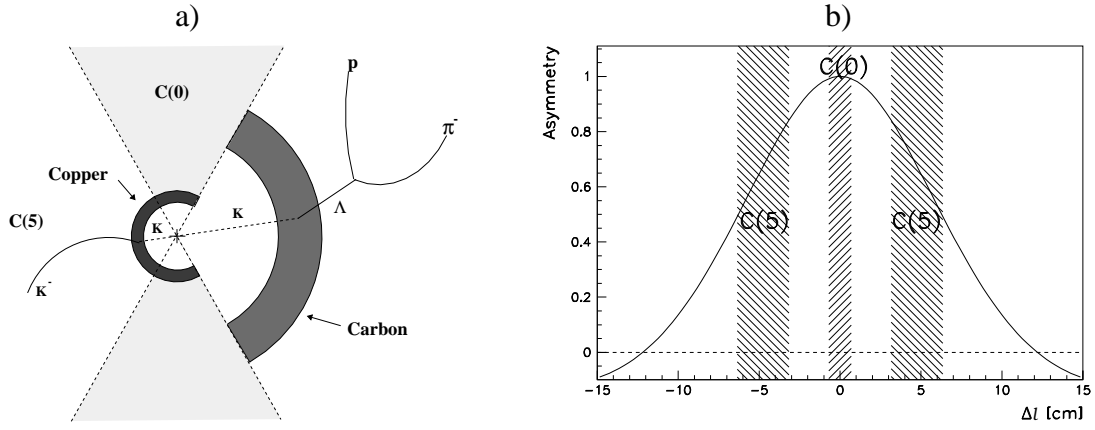 a)
C(0)
Copper
C(5)
K
K
K-
p
π-
Λ
Carbon
b)
Asymmetry
1
0.8
0.6
0.4
0.2
0
C(0)
C(5)
C(5)
-15
-10
-5
0
5
10
15
Δl [cm]